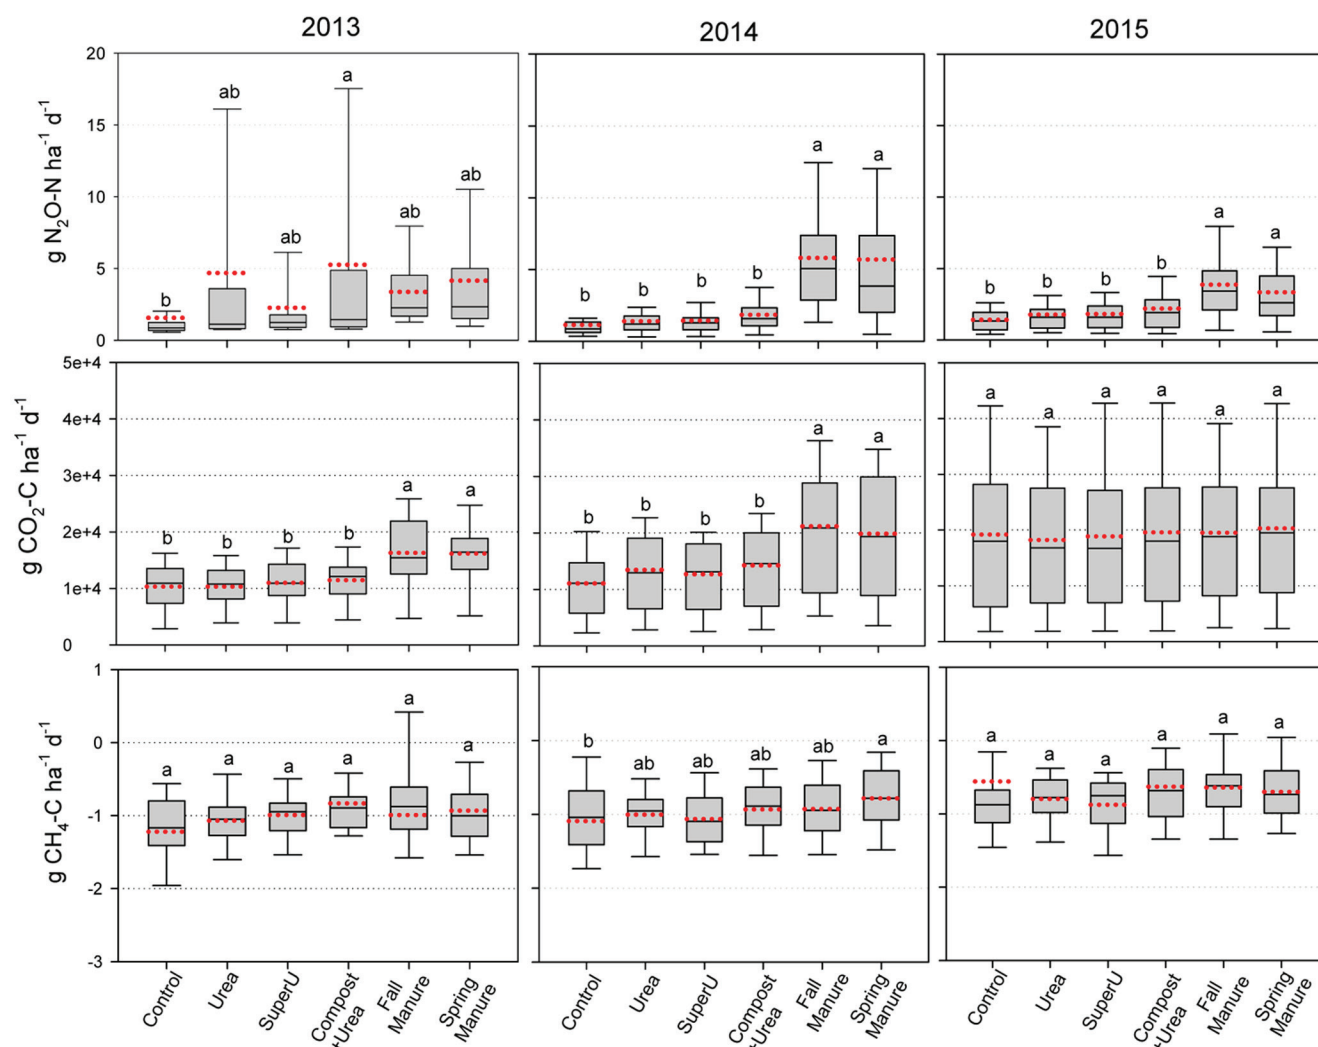 2013 2014 2015
g N₂O-N ha⁻¹ d⁻¹
20
15
10
5
0
b ab ab a ab ab
b b b b a a
b b b b a a
g CO₂-C ha⁻¹ d⁻¹
5e+4
4e+4
3e+4
2e+4
1e+4
0
b b b b a a
b b b b a a
a a a a a a
g CH₄-C ha⁻¹ d⁻¹
1
0
-1
-2
-3
a a a a a a
b ab ab ab ab a
a a a a a a
Control
Urea
SuperU
Compost
+Urea
Fall
Manure
Spring
Manure
Control
Urea
SuperU
Compost
+Urea
Fall
Manure
Spring
Manure
Control
Urea
SuperU
Compost
+Urea
Fall
Manure
Spring
Manure